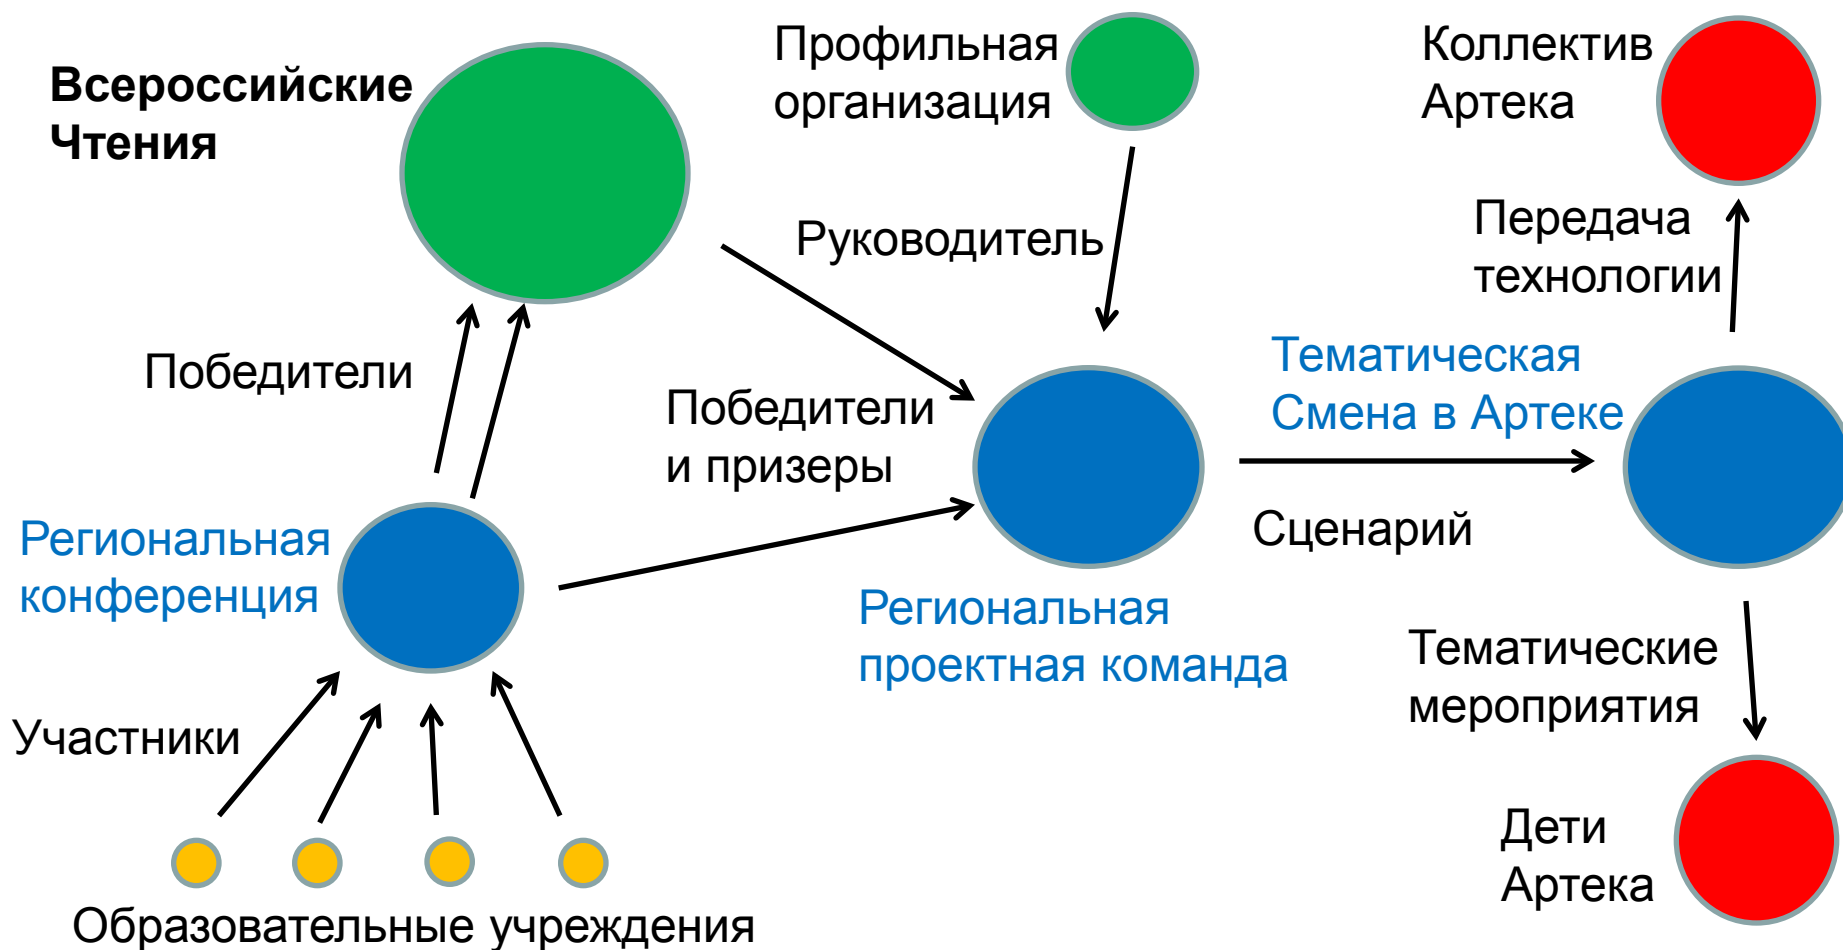 Всероссийские
Чтения
Профильная
организация
Коллектив
Артека
Руководитель
Передача
технологии
Победители
Победители
и призеры
Тематическая
Смена в Артеке
Сценарий
Региональная
конференция
Региональная
проектная команда
Тематические
мероприятия
Участники
Дети
Артека
Образовательные учреждения